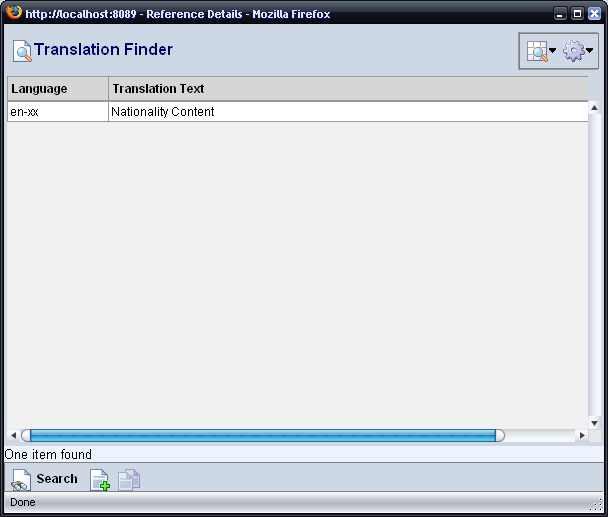 http://localhost:8089 - Reference Details - Mozilla Firefox
Translation Finder
Language Translation Text
en-xx Nationality Content
One item found
Search
Done